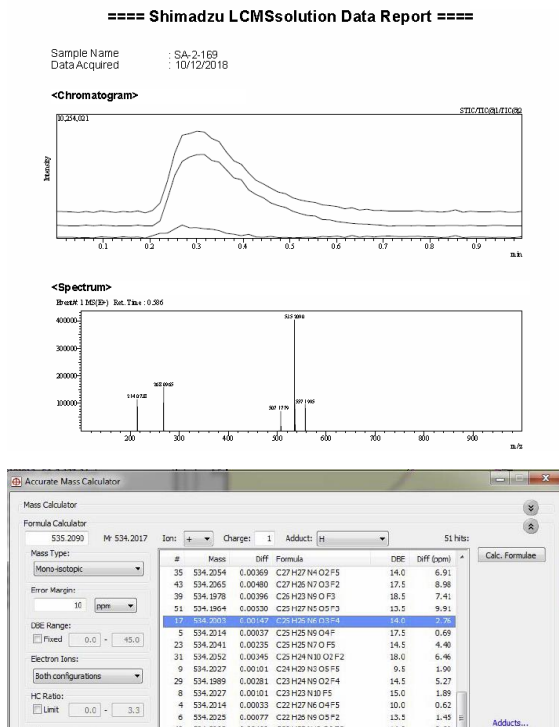 ==== Shimadzu LCMSsolution Data Report ====
Sample Name : SA-2-169
Data Acquired : 10/12/2018
<Chromatogram>
10,254,021
Intensity
0.1 0.2 0.3 0.4 0.5 0.6 0.7 0.8 0.9
min
<Spectrum>
Event#: 1 MS(E+) Ret. Time : 0.386
400000
300000
200000
100000
535.2090
200 300 400 500 600 700 800 900
m/z
Accurate Mass Calculator
Mass Calculator
Formula Calculator
535.2090 Mr 534.2017 Ion: + Charge: 1 Adduct: H 51 hits:
Mass Type:
Mono-isotopic
Error Margin:
10 ppm
DBE Range:
Fixed 0.0 - 45.0
Electron Ions:
Both configurations
HC Ratio:
Limit 0.0 - 3.3
# Mass Diff Formula DBE Diff (ppm)
35 534.2054 0.00369 C27 H27 N4 O2 F5 14.0 6.91
43 534.2065 0.00480 C27 H26 N7 O3 F2 17.5 8.98
39 534.1978 0.00396 C26 H23 N9 O F3 18.5 7.41
51 534.1964 0.00530 C27 H31 N5 O5 F3 13.5 9.91
17 534.2003 0.00147 C25 H26 N6 O3 F4 14.0 2.76
5 534.2014 0.00037 C25 H25 N9 O4 F 17.5 0.69
23 534.2041 0.00235 C25 H25 N7 O F5 14.5 4.40
31 534.2052 0.00345 C25 H24 N10 O2 F2 18.0 6.46
9 534.2027 0.00101 C24 H29 N3 O5 F5 9.5 1.90
29 534.1989 0.00281 C24 H23 N9 O2 F4 14.5 5.27
8 534.2027 0.00101 C23 H23 N10 F5 15.0 1.89
4 534.2014 0.00033 C22 H27 N6 O4 F5 10.0 0.62
6 534.2025 0.00077 C22 H26 N9 O5 F2 13.5 1.45
Calc. Formulae
Adducts...